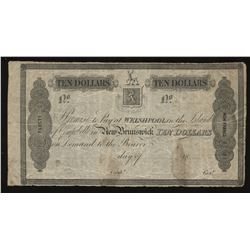 TEN DOLLARS TEN DOLLARS
No. No.
Promise to Pay at WELSHPOOL in the Island
of Campobello in New Brunswick TEN DOLLARS
on Demand to the Bearer
day of 18